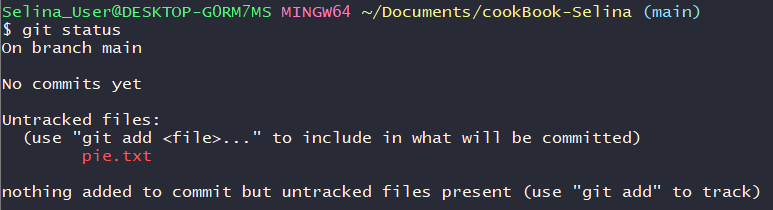 Selina_User@DESKTOP-G0RM7MS MINGW64 ~/Documents/cookBook-Selina (main)
$ git status
On branch main
No commits yet
Untracked files:
(use "git add <file>..." to include in what will be committed)
pie.txt
nothing added to commit but untracked files present (use "git add" to track)